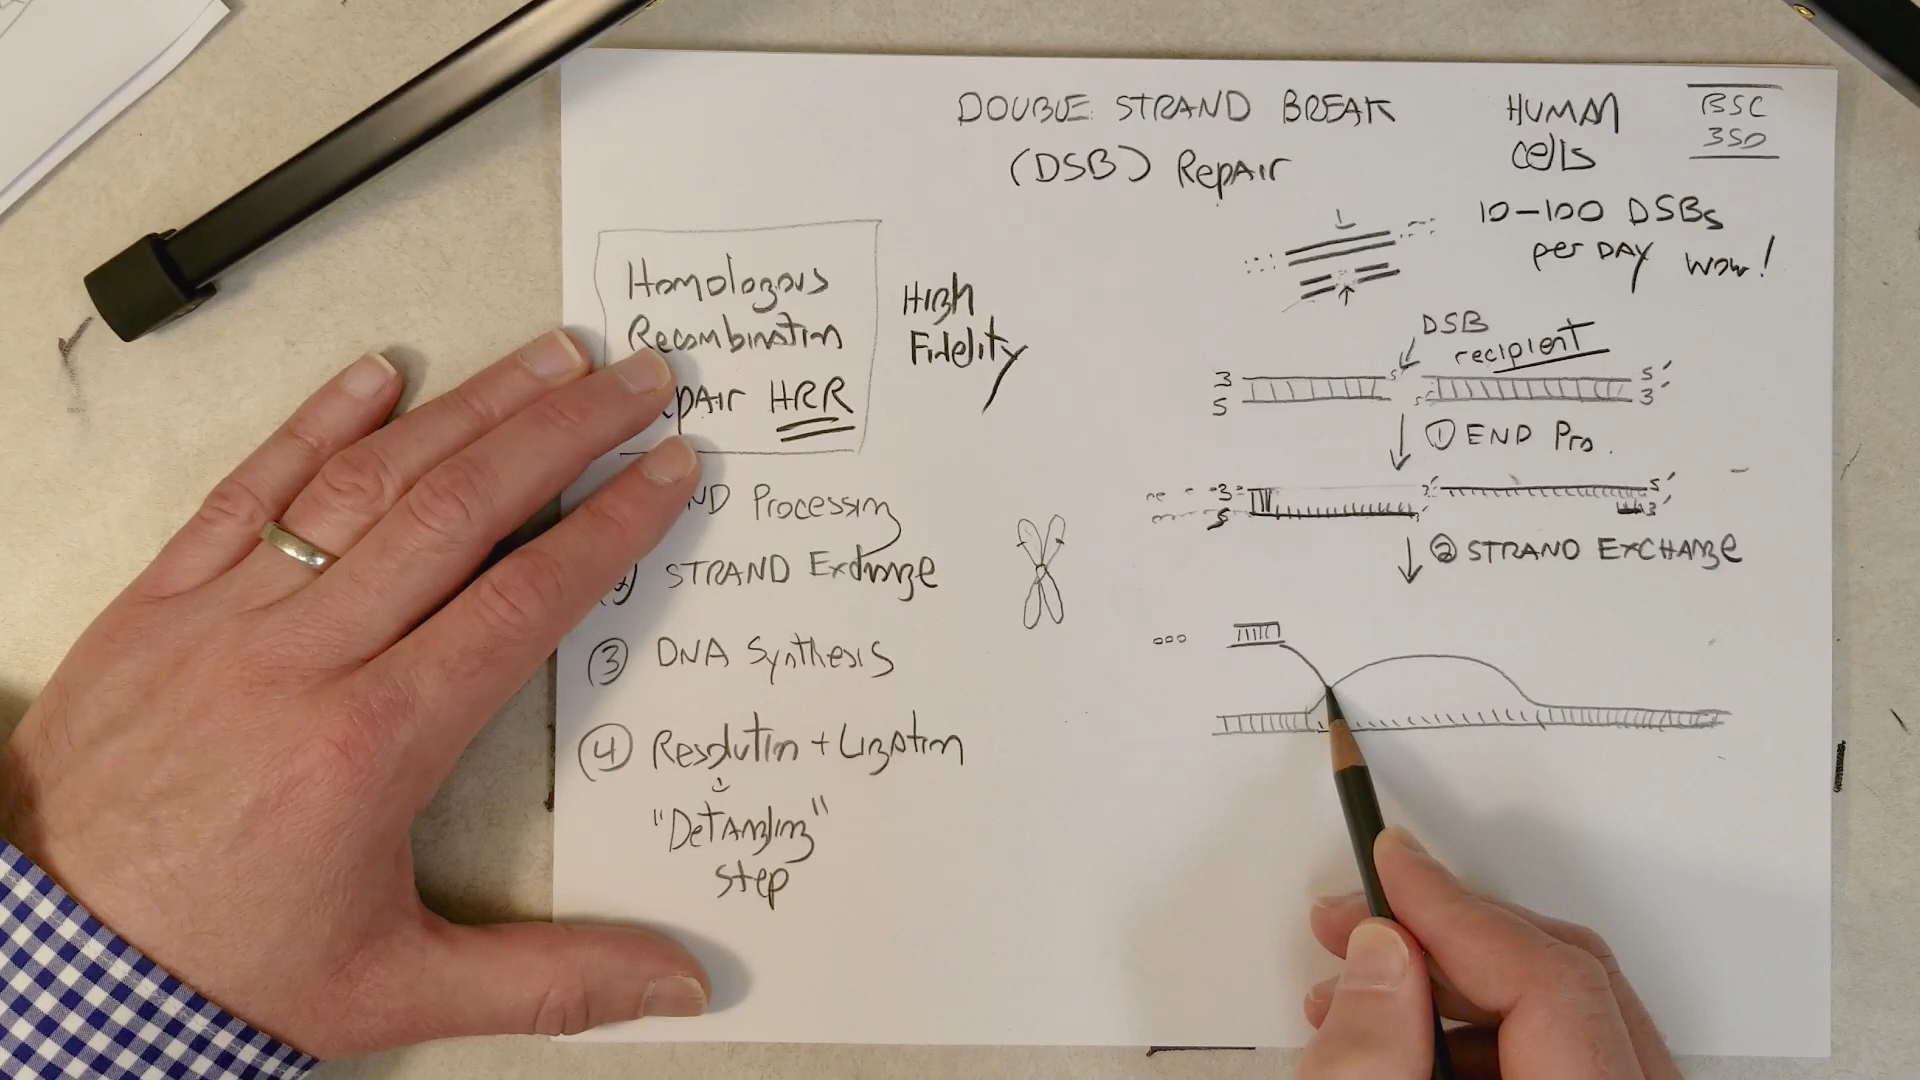 DOUBLE STRAND BREAK
(DSB) Repair
HUMAN
cells
BSC
350
10-100 DSBs
per DAY wow!
Homologous
Recombination
pair HRR
High
Fidelity
ND Processing
STRAND Exchange
③ DNA Synthesis
④ Resolution + Ligation
"Detangling"
step
DSB
recipient
3 5'
5 3'
① END Pro.
3 5'
5 3'
② STRAND ExCHANge